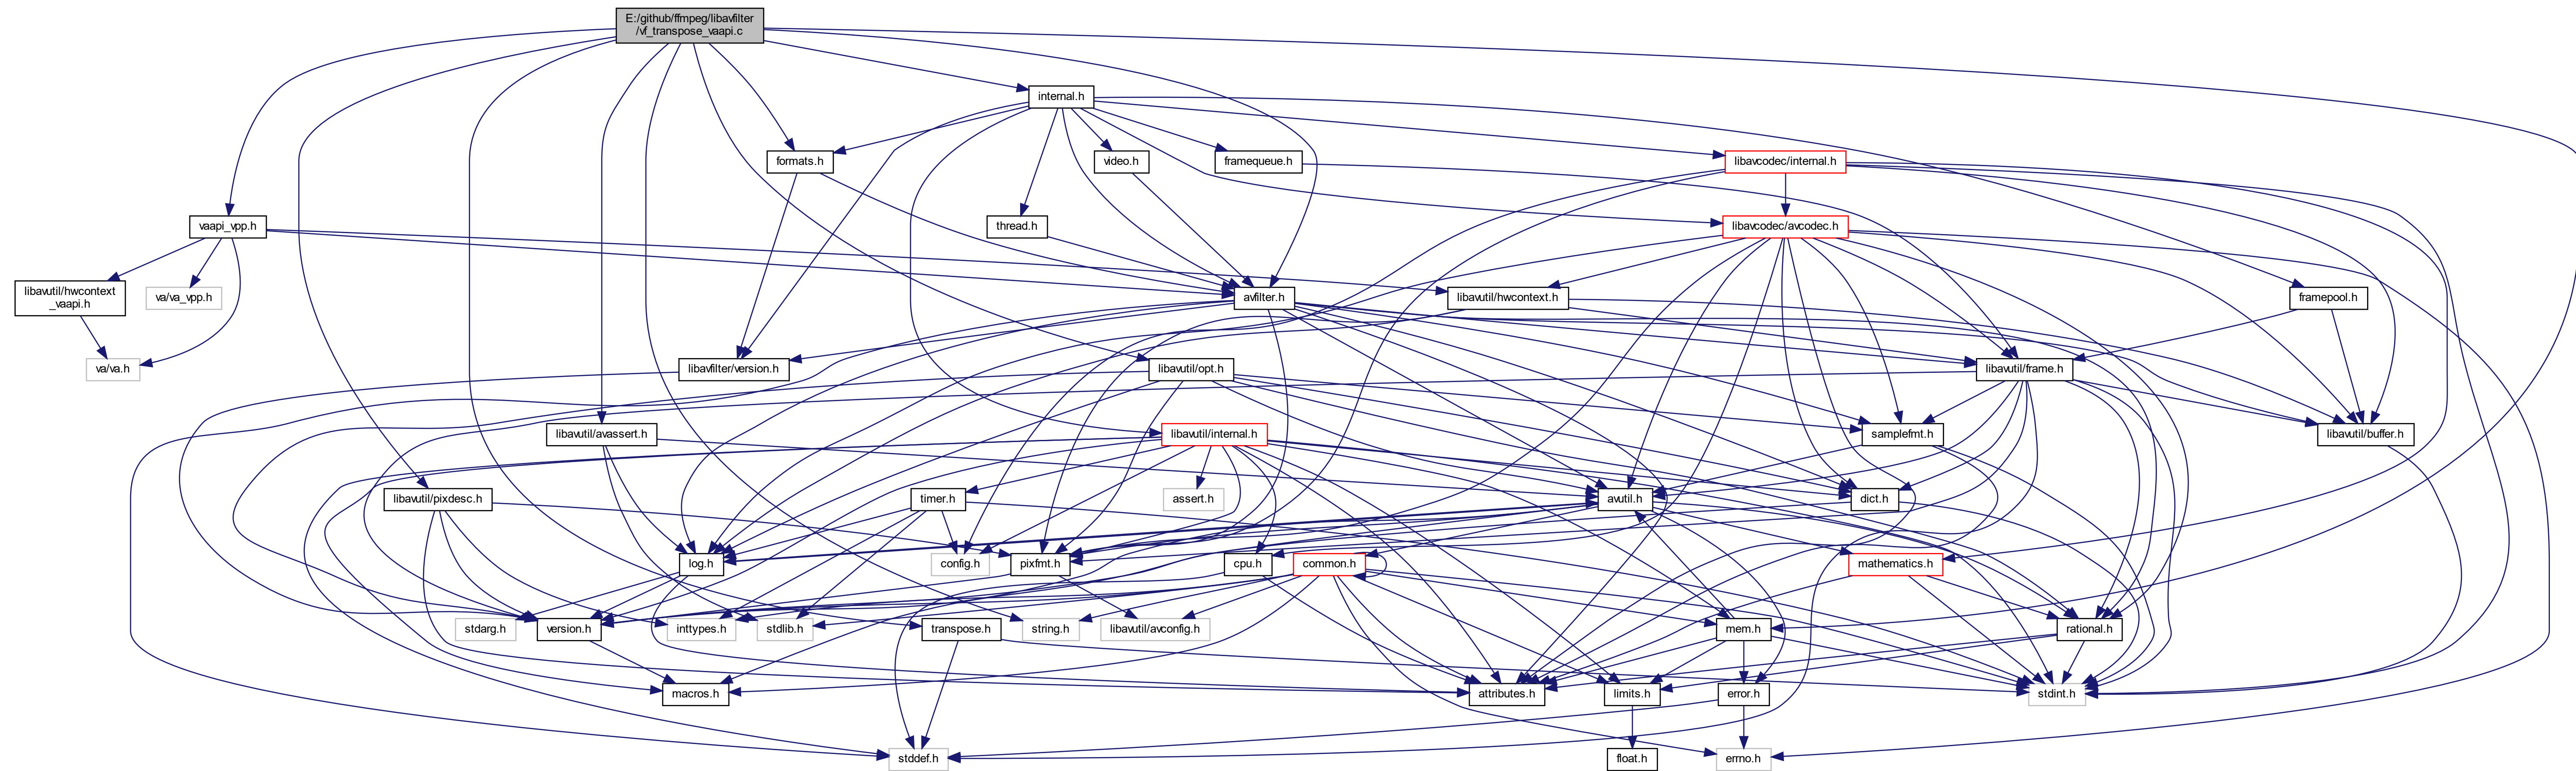 E:/github/ffmpeg/libavfilter
/vf_transpose_vaapi.c
internal.h
formats.h
video.h
framequeue.h
libavcodec/internal.h
vaapi_vpp.h
thread.h
libavcodec/avcodec.h
libavutil/hwcontext
_vaapi.h
va/va_vpp.h
avfilter.h
libavutil/hwcontext.h
framepool.h
va/va.h
libavfilter/version.h
libavutil/opt.h
libavutil/frame.h
libavutil/avassert.h
libavutil/internal.h
samplefmt.h
libavutil/buffer.h
libavutil/pixdesc.h
timer.h
assert.h
avutil.h
dict.h
log.h
config.h
pixfmt.h
cpu.h
common.h
mathematics.h
stdarg.h
version.h
inttypes.h
stdlib.h
transpose.h
string.h
libavutil/avconfig.h
mem.h
rational.h
macros.h
attributes.h
limits.h
error.h
stdint.h
stddef.h
float.h
errno.h